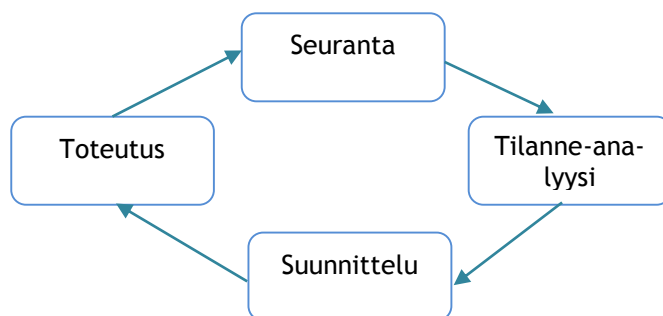 Seuranta
Toteutus
Tilanne-ana-
lyysi
Suunnittelu